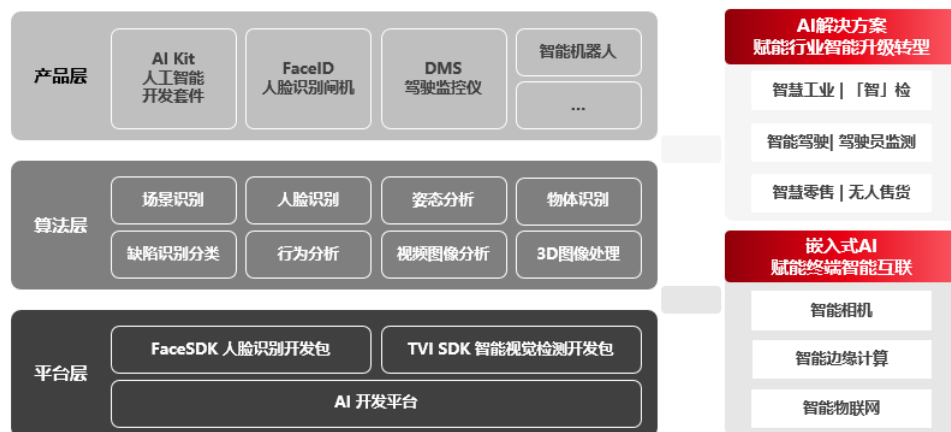 产品层
AI Kit
人工智能
开发套件
FaceID
人脸识别闸机
DMS
驾驶监控仪
智能机器人
...
算法层
场景识别
人脸识别
姿态分析
物体识别
缺陷识别分类
行为分析
视频图像分析
3D图像处理
平台层
FaceSDK 人脸识别开发包
TVI SDK 智能视觉检测开发包
AI 开发平台
AI解决方案
赋能行业智能升级转型
智慧工业 | 「智」检
智能驾驶| 驾驶员监测
智慧零售 | 无人售货
嵌入式AI
赋能终端智能互联
智能相机
智能边缘计算
智能物联网